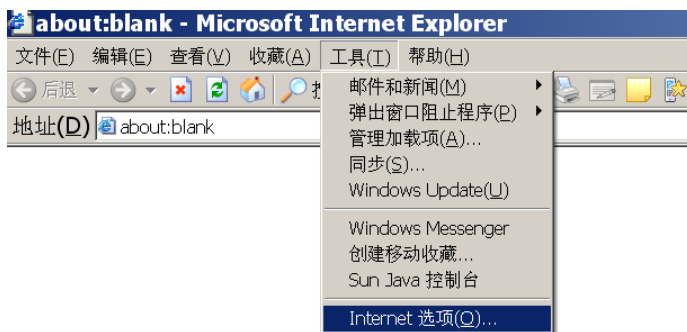 about:blank - Microsoft Internet Explorer
文件(F) 编辑(E) 查看(V) 收藏(A) 工具(T) 帮助(H)
后退
地址(D) about:blank
邮件和新闻(M)
弹出窗口阻止程序(P)
管理加载项(A)...
同步(S)...
Windows Update(U)
Windows Messenger
创建移动收藏...
Sun Java 控制台
Internet 选项(O)...